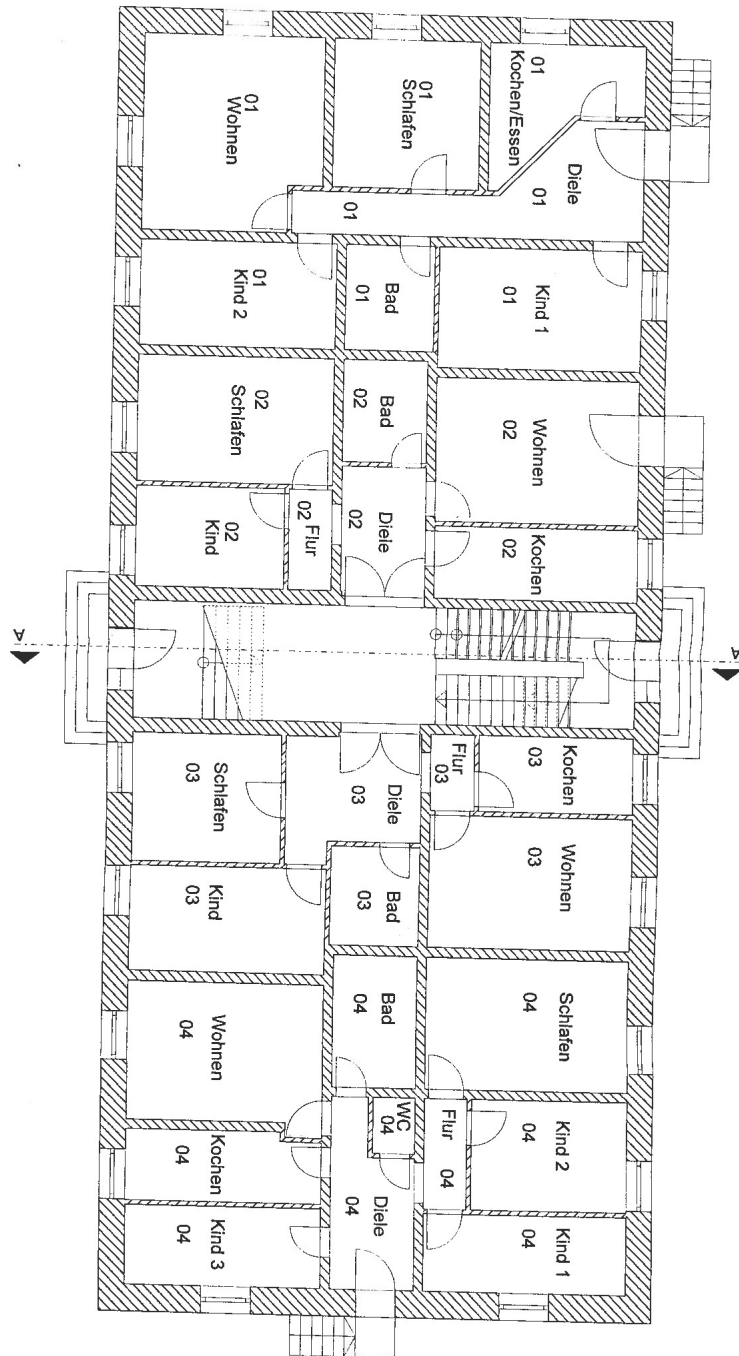 01
Wohnen
01
Schlafen
01
Kochen/Essen
Diele
01
01
01
Kind 2
Bad
01
Kind 1
01
02
Schlafen
Bad
02
Wohnen
02
02
Kind
Flur
02
Diele
02
Kochen
02
A
A
Schlafen
03
Diele
03
Flur
03
Kochen
03
Kind
03
Bad
03
Wohnen
03
Wohnen
04
Bad
04
Schlafen
04
Kochen
04
WC
04
Flur
04
Kind 2
04
Kind 3
04
Diele
04
Kind 1
04